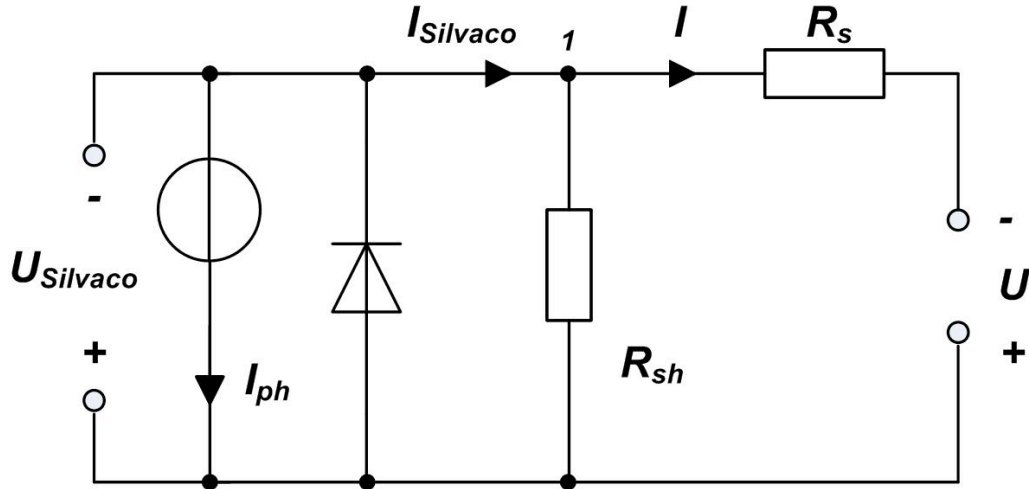 I_Silvaco
1
I
R_s
-
-
U_Silvaco
U
+
+
I_ph
R_sh